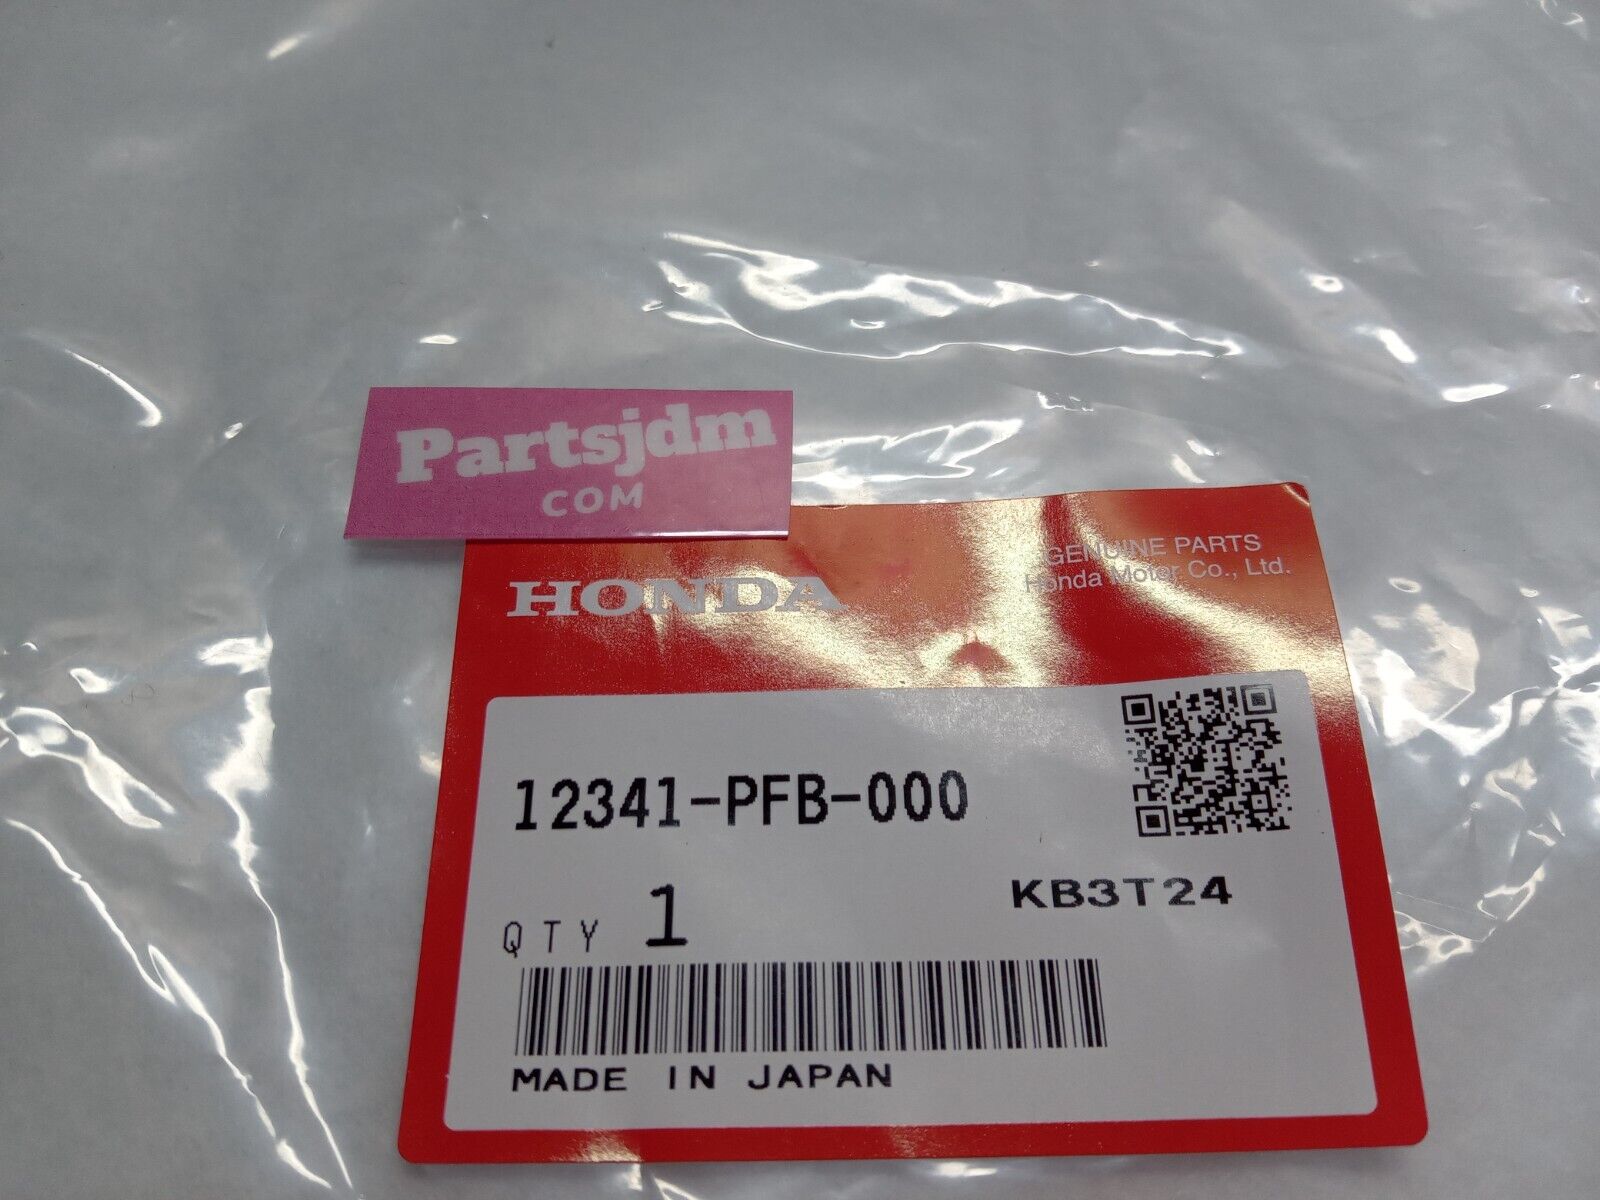 Partsjdm
COM
HONDA
GENUINE PARTS
Honda Motor Co., Ltd.
12341-PFB-000
QTY 1
KB3T24
MADE IN JAPAN